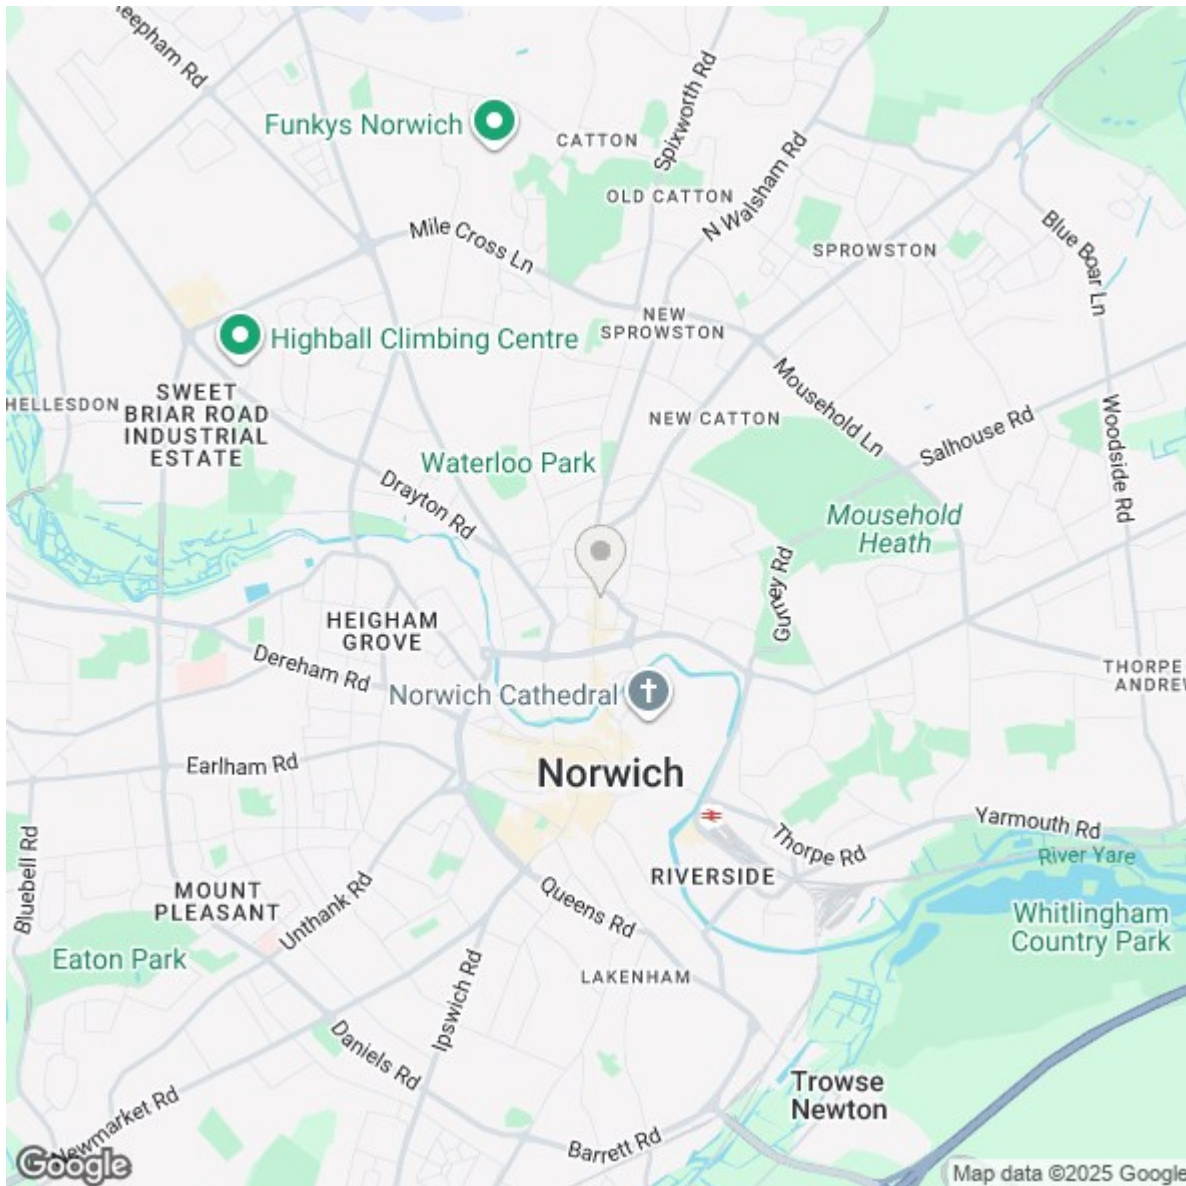 eepham Rd
Funkys Norwich
CATTON
Spixworth Rd
OLD CATTON
N Walsham Rd
Mile Cross Ln
SPROWSTON
Blue Boar Ln
NEW
SPROWSTON
Highball Climbing Centre
Mousehold Ln
SWEET
BRIAR ROAD
INDUSTRIAL
ESTATE
HELLESDON
NEW CATTON
Salhouse Rd
Woodside Rd
Waterloo Park
Drayton Rd
Mousehold
Heath
Gurney Rd
HEIGHAM
GROVE
Dereham Rd
THORPE
ANDREW
Norwich Cathedral
Earlham Rd
Norwich
Yarmouth Rd
Thorpe Rd
River Yare
RIVERSIDE
Bluebell Rd
MOUNT
PLEASANT
Unthank Rd
Queens Rd
Whitlingham
Country Park
Eaton Park
LAKENHAM
Ipswich Rd
Daniels Rd
Trowse
Newton
Newmarket Rd
Barrett Rd
Google
Map data ©2025 Google